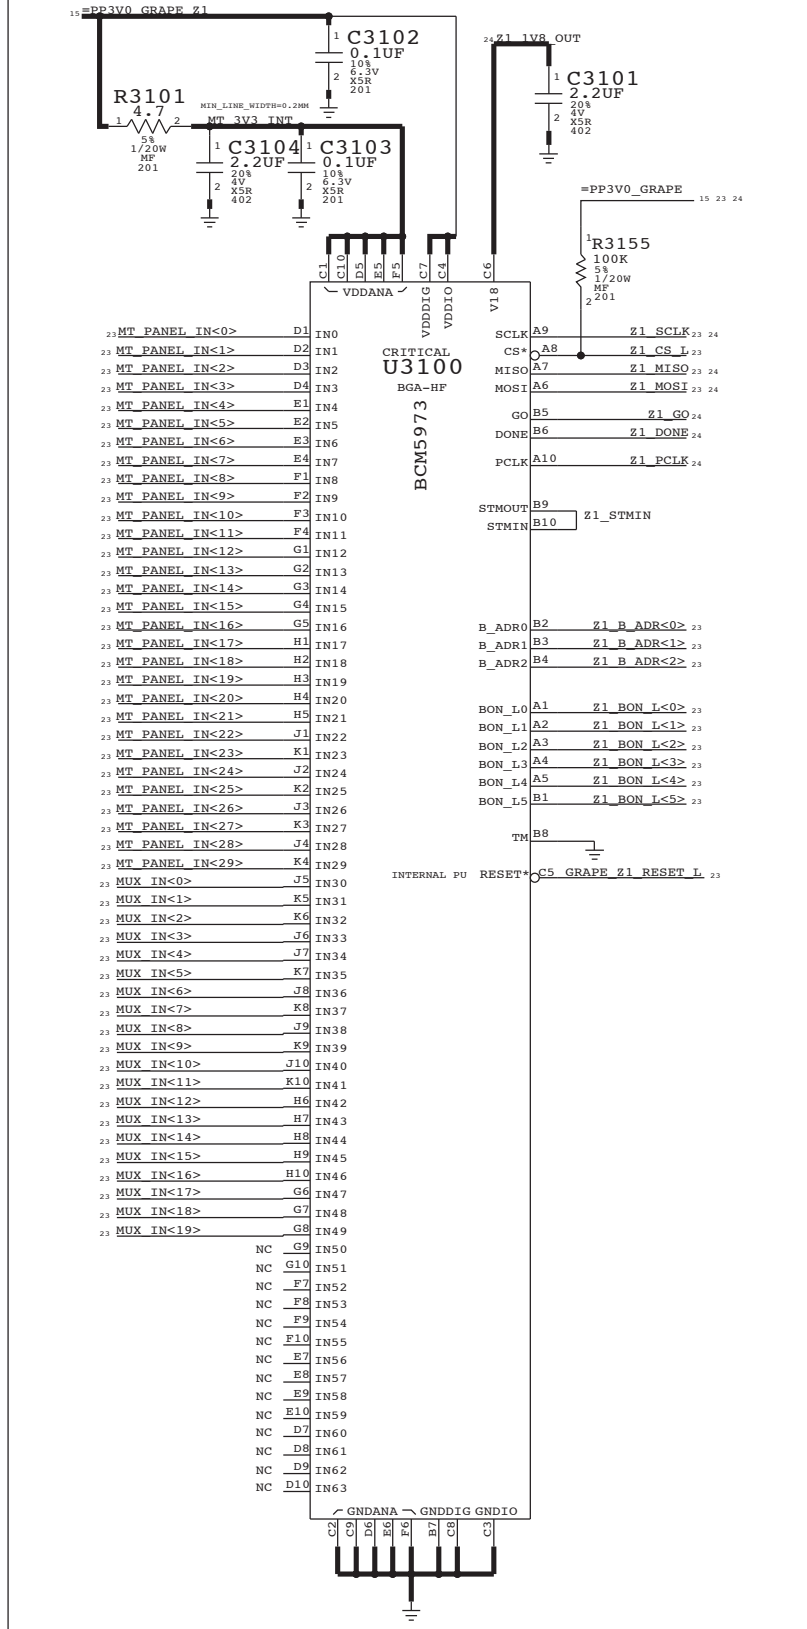 15 =PP3V0_GRAPE_Z1
1 C3102
0.1UF
10%
6.3V
2 X5R
201
24 Z1_1V8_OUT
1 C3101
2.2UF
20%
4V
2 X5R
402
R3101
4.7
1 2
5%
1/20W
MF
201
MIN_LINE_WIDTH=0.2MM
MT_3V3_INT
1 C3104
2.2UF
20%
4V
2 X5R
402
1 C3103
0.1UF
10%
6.3V
2 X5R
201
=PP3V0_GRAPE 15 23 24
1 R3155
100K
5%
1/20W
MF
2 201
C1 C10 D5 E5 F5 C7 C4 C6
VDDANA VDDDIG VDDIO V18
CRITICAL
U3100
BGA-HF
BCM5973
23 MT_PANEL_IN<0> D1 IN0
23 MT_PANEL_IN<1> D2 IN1
23 MT_PANEL_IN<2> D3 IN2
23 MT_PANEL_IN<3> D4 IN3
23 MT_PANEL_IN<4> E1 IN4
23 MT_PANEL_IN<5> E2 IN5
23 MT_PANEL_IN<6> E3 IN6
23 MT_PANEL_IN<7> E4 IN7
23 MT_PANEL_IN<8> F1 IN8
23 MT_PANEL_IN<9> F2 IN9
23 MT_PANEL_IN<10> F3 IN10
23 MT_PANEL_IN<11> F4 IN11
23 MT_PANEL_IN<12> G1 IN12
23 MT_PANEL_IN<13> G2 IN13
23 MT_PANEL_IN<14> G3 IN14
23 MT_PANEL_IN<15> G4 IN15
23 MT_PANEL_IN<16> G5 IN16
23 MT_PANEL_IN<17> H1 IN17
23 MT_PANEL_IN<18> H2 IN18
23 MT_PANEL_IN<19> H3 IN19
23 MT_PANEL_IN<20> H4 IN20
23 MT_PANEL_IN<21> H5 IN21
23 MT_PANEL_IN<22> J1 IN22
23 MT_PANEL_IN<23> K1 IN23
23 MT_PANEL_IN<24> J2 IN24
23 MT_PANEL_IN<25> K2 IN25
23 MT_PANEL_IN<26> J3 IN26
23 MT_PANEL_IN<27> K3 IN27
23 MT_PANEL_IN<28> J4 IN28
23 MT_PANEL_IN<29> K4 IN29
23 MUX_IN<0> J5 IN30
23 MUX_IN<1> K5 IN31
23 MUX_IN<2> K6 IN32
23 MUX_IN<3> J6 IN33
23 MUX_IN<4> J7 IN34
23 MUX_IN<5> K7 IN35
23 MUX_IN<6> J8 IN36
23 MUX_IN<7> K8 IN37
23 MUX_IN<8> J9 IN38
23 MUX_IN<9> K9 IN39
23 MUX_IN<10> J10 IN40
23 MUX_IN<11> K10 IN41
23 MUX_IN<12> H6 IN42
23 MUX_IN<13> H7 IN43
23 MUX_IN<14> H8 IN44
23 MUX_IN<15> H9 IN45
23 MUX_IN<16> H10 IN46
23 MUX_IN<17> G6 IN47
23 MUX_IN<18> G7 IN48
23 MUX_IN<19> G8 IN49
NC G9 IN50
NC G10 IN51
NC F7 IN52
NC F8 IN53
NC F9 IN54
NC F10 IN55
NC E7 IN56
NC E8 IN57
NC E9 IN58
NC E10 IN59
NC D7 IN60
NC D8 IN61
NC D9 IN62
NC D10 IN63
SCLK A9 Z1_SCLK 23 24
CS* A8 Z1_CS_L 23
MISO A7 Z1_MISO 23 24
MOSI A6 Z1_MOSI 23 24
GO B5 Z1_GO 24
DONE B6 Z1_DONE 24
PCLK A10 Z1_PCLK 24
STMOUT B9
STMIN B10
Z1_STMIN
B_ADR0 B2 Z1_B_ADR<0> 23
B_ADR1 B3 Z1_B_ADR<1> 23
B_ADR2 B4 Z1_B_ADR<2> 23
BON_L0 A1 Z1_BON_L<0> 23
BON_L1 A2 Z1_BON_L<1> 23
BON_L2 A3 Z1_BON_L<2> 23
BON_L3 A4 Z1_BON_L<3> 23
BON_L4 A5 Z1_BON_L<4> 23
BON_L5 B1 Z1_BON_L<5> 23
TM B8
INTERNAL PU RESET* C5 GRAPE_Z1_RESET_L 23
GNDANA GNDDIG GNDIO
C2 C9 D6 E6 F6 B7 C8 C3